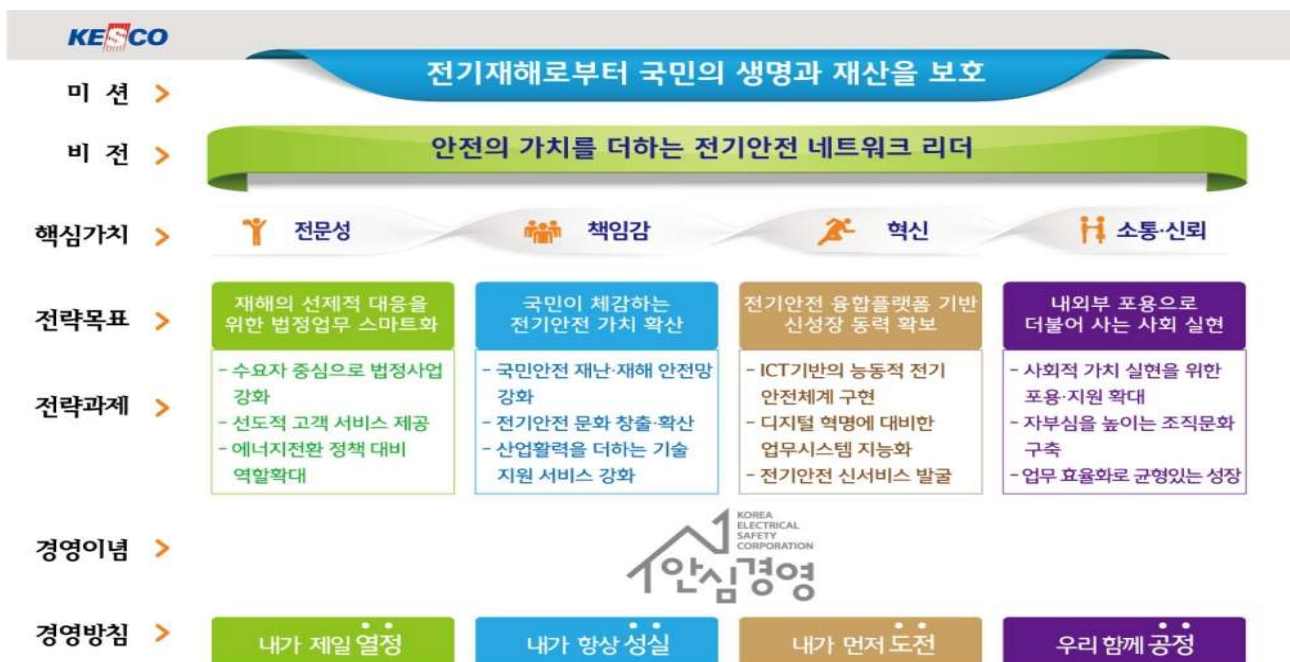 KESCO
전기재해로부터 국민의 생명과 재산을 보호
미 션
비 전
안전의 가치를 더하는 전기안전 네트워크 리더
핵심가치
전문성
책임감
혁신
소통·신뢰
전략목표
재해의 선제적 대응을
위한 법정업무 스마트화
국민이 체감하는
전기안전 가치 확산
전기안전 융합플랫폼 기반
신성장 동력 확보
내외부 포용으로
더불어 사는 사회 실현
전략과제
- 수요자 중심으로 법정사업
강화
- 선도적 고객 서비스 제공
- 에너지전환 정책 대비
역할확대
- 국민안전 재난·재해 안전망
강화
- 전기안전 문화 창출·확산
- 산업활력을 더하는 기술
지원 서비스 강화
- ICT기반의 능동적 전기
안전체계 구현
- 디지털 혁명에 대비한
업무시스템 지능화
- 전기안전 신서비스 발굴
- 사회적 가치 실현을 위한
포용·지원 확대
- 자부심을 높이는 조직문화
구축
- 업무 효율화로 균형있는 성장
경영이념
KOREA
ELECTRICAL
SAFETY
CORPORATION
안심경영
경영방침
내가 제일 열정
내가 항상 성실
내가 먼저 도전
우리 함께 공정